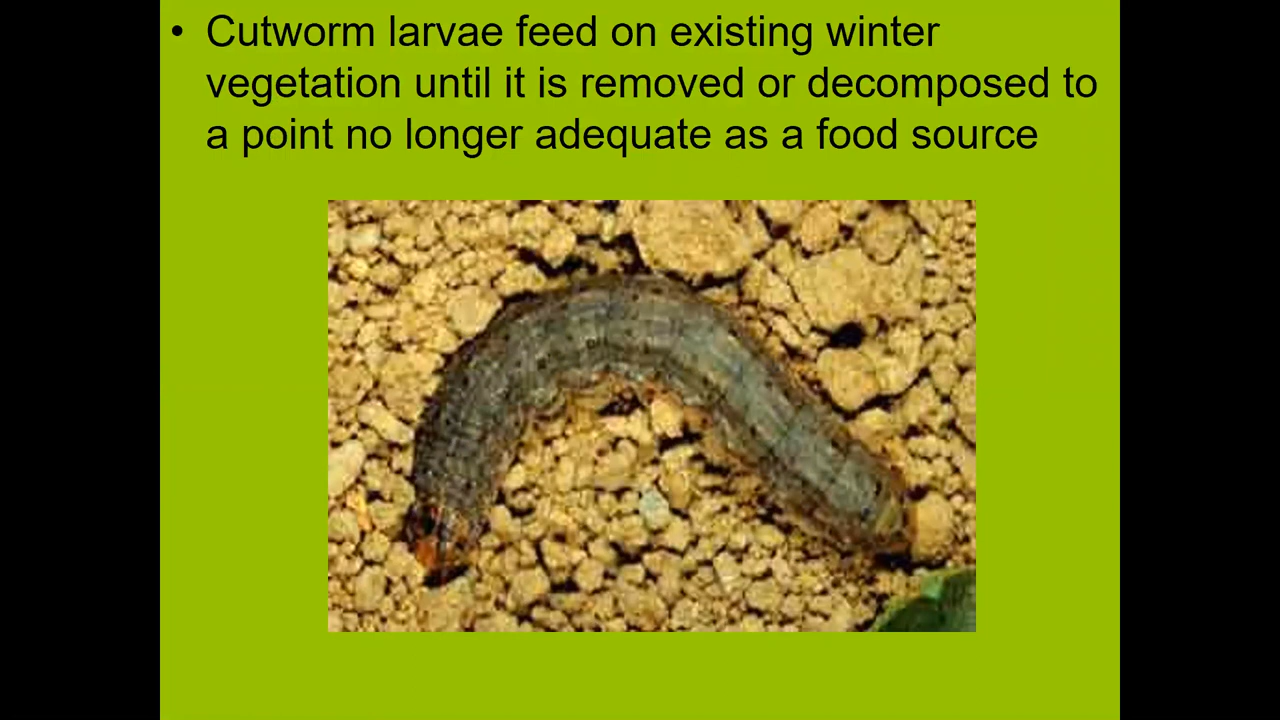 • Cutworm larvae feed on existing winter
vegetation until it is removed or decomposed to
a point no longer adequate as a food source